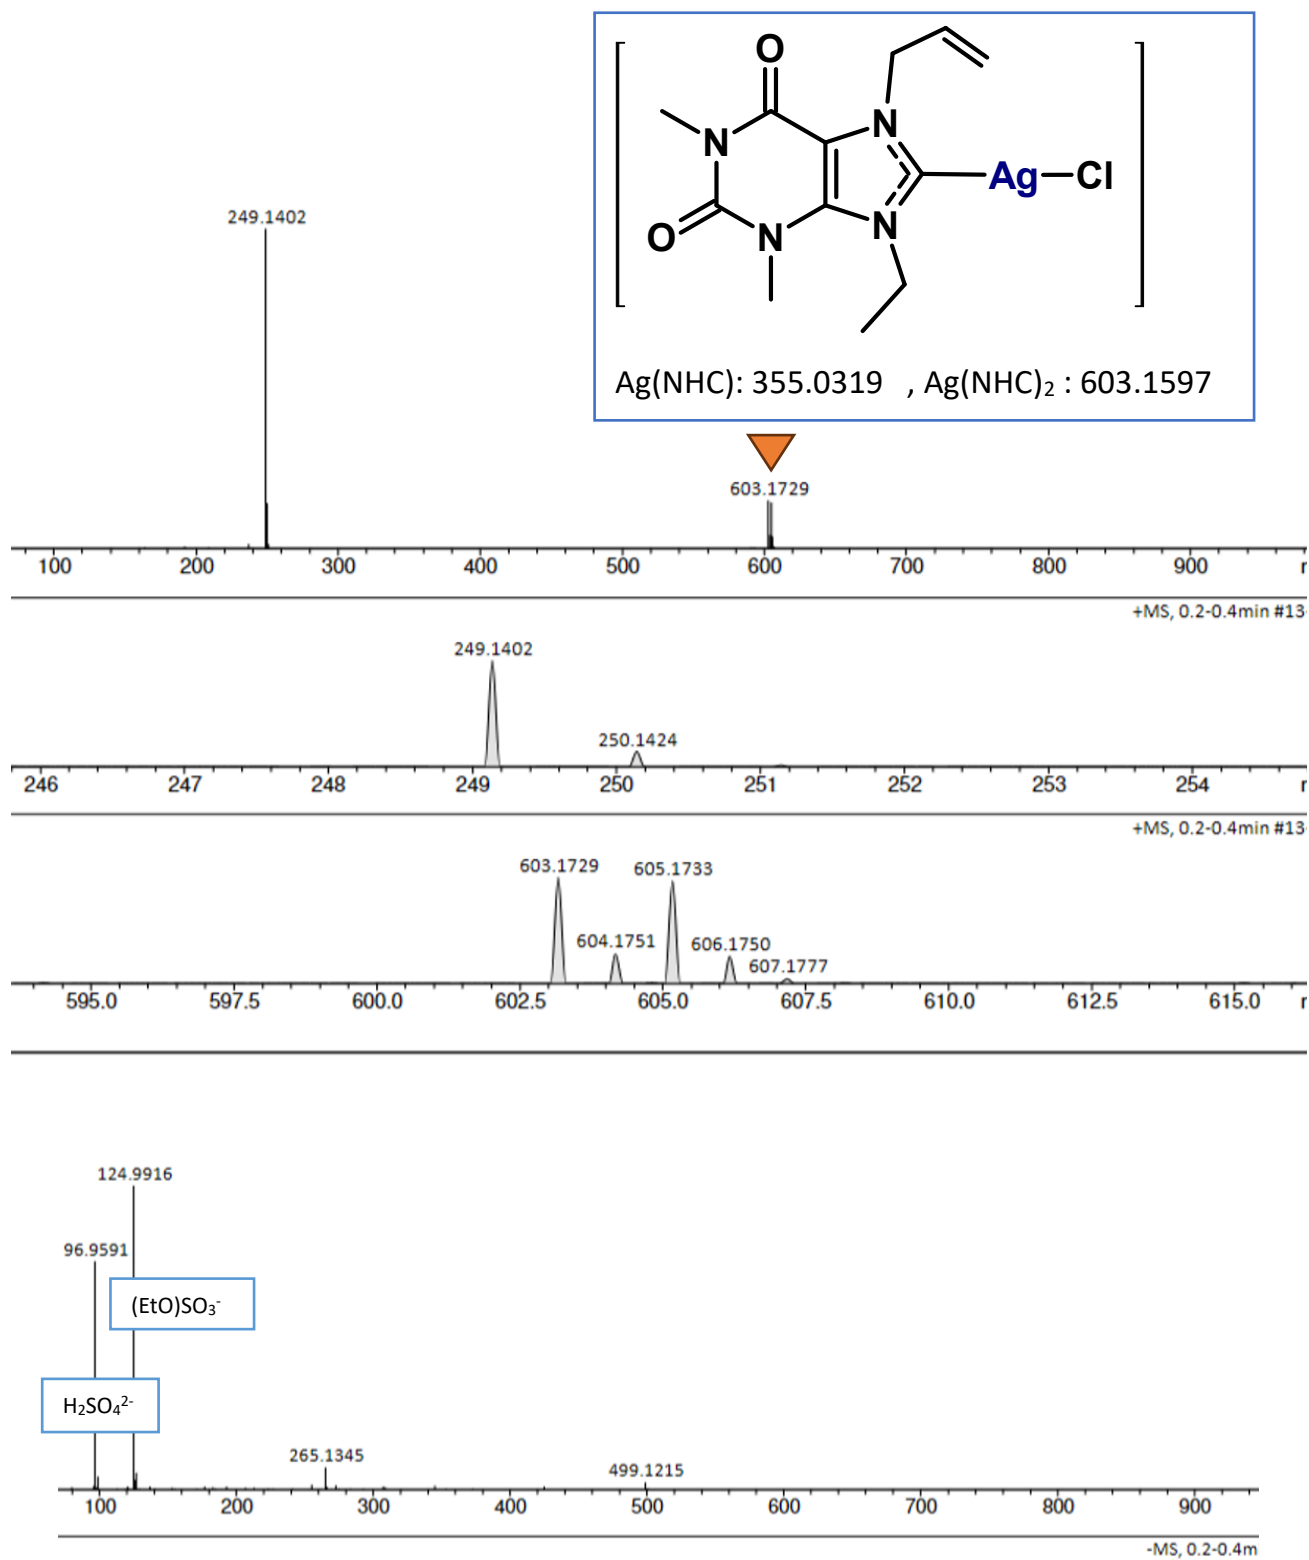 O
N
N
Ag
Cl
O
N
N
Ag(NHC): 355.0319 , Ag(NHC)₂ : 603.1597
249.1402
603.1729
100 200 300 400 500 600 700 800 900
+MS, 0.2-0.4min #13
249.1402
250.1424
246 247 248 249 250 251 252 253 254
+MS, 0.2-0.4min #13
603.1729
605.1733
604.1751
606.1750
607.1777
595.0 597.5 600.0 602.5 605.0 607.5 610.0 612.5 615.0
124.9916
96.9591
(EtO)SO₃⁻
H₂SO₄²⁻
265.1345
499.1215
100 200 300 400 500 600 700 800 900
-MS, 0.2-0.4m